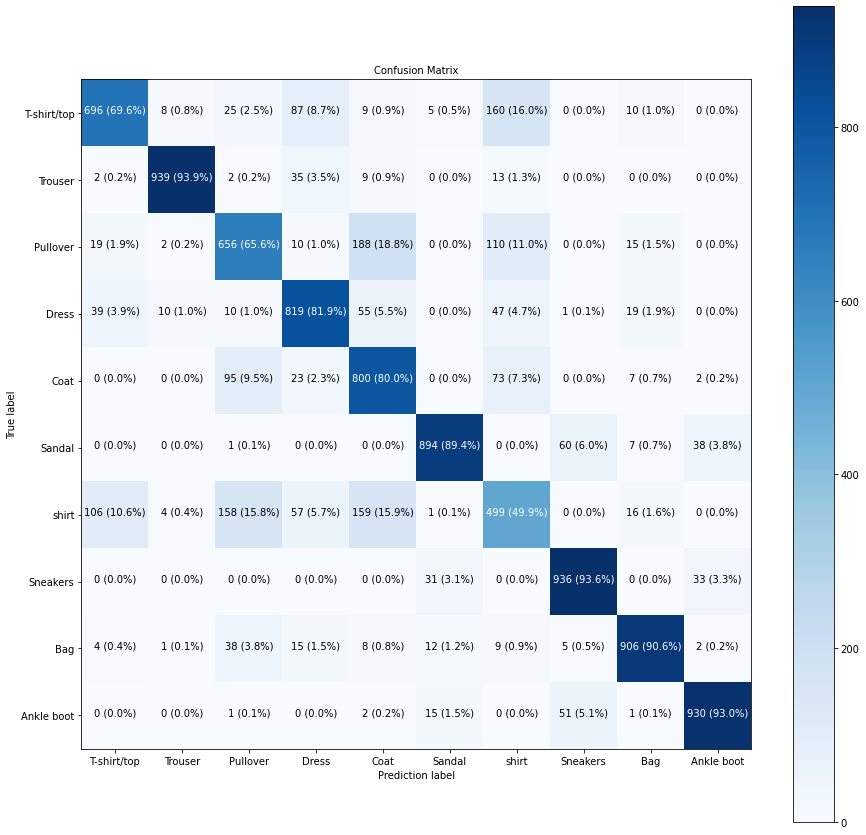 Confusion Matrix
T-shirt/top 696 (69.6%) 8 (0.8%) 25 (2.5%) 87 (8.7%) 9 (0.9%) 5 (0.5%) 160 (16.0%) 0 (0.0%) 10 (1.0%) 0 (0.0%)
800
Trouser 2 (0.2%) 939 (93.9%) 2 (0.2%) 35 (3.5%) 9 (0.9%) 0 (0.0%) 13 (1.3%) 0 (0.0%) 0 (0.0%) 0 (0.0%)
Pullover 19 (1.9%) 2 (0.2%) 656 (65.6%) 10 (1.0%) 188 (18.8%) 0 (0.0%) 110 (11.0%) 0 (0.0%) 15 (1.5%) 0 (0.0%)
600
Dress 39 (3.9%) 10 (1.0%) 10 (1.0%) 819 (81.9%) 55 (5.5%) 0 (0.0%) 47 (4.7%) 1 (0.1%) 19 (1.9%) 0 (0.0%)
Coat 0 (0.0%) 0 (0.0%) 95 (9.5%) 23 (2.3%) 800 (80.0%) 0 (0.0%) 73 (7.3%) 0 (0.0%) 7 (0.7%) 2 (0.2%)
True label
Sandal 0 (0.0%) 0 (0.0%) 1 (0.1%) 0 (0.0%) 0 (0.0%) 894 (89.4%) 0 (0.0%) 60 (6.0%) 7 (0.7%) 38 (3.8%)
400
shirt 106 (10.6%) 4 (0.4%) 158 (15.8%) 57 (5.7%) 159 (15.9%) 1 (0.1%) 499 (49.9%) 0 (0.0%) 16 (1.6%) 0 (0.0%)
Sneakers 0 (0.0%) 0 (0.0%) 0 (0.0%) 0 (0.0%) 0 (0.0%) 31 (3.1%) 0 (0.0%) 936 (93.6%) 0 (0.0%) 33 (3.3%)
Bag 4 (0.4%) 1 (0.1%) 38 (3.8%) 15 (1.5%) 8 (0.8%) 12 (1.2%) 9 (0.9%) 5 (0.5%) 906 (90.6%) 2 (0.2%)
200
Ankle boot 0 (0.0%) 0 (0.0%) 1 (0.1%) 0 (0.0%) 2 (0.2%) 15 (1.5%) 0 (0.0%) 51 (5.1%) 1 (0.1%) 930 (93.0%)
T-shirt/top Trouser Pullover Dress Coat Sandal shirt Sneakers Bag Ankle boot
Prediction label
0